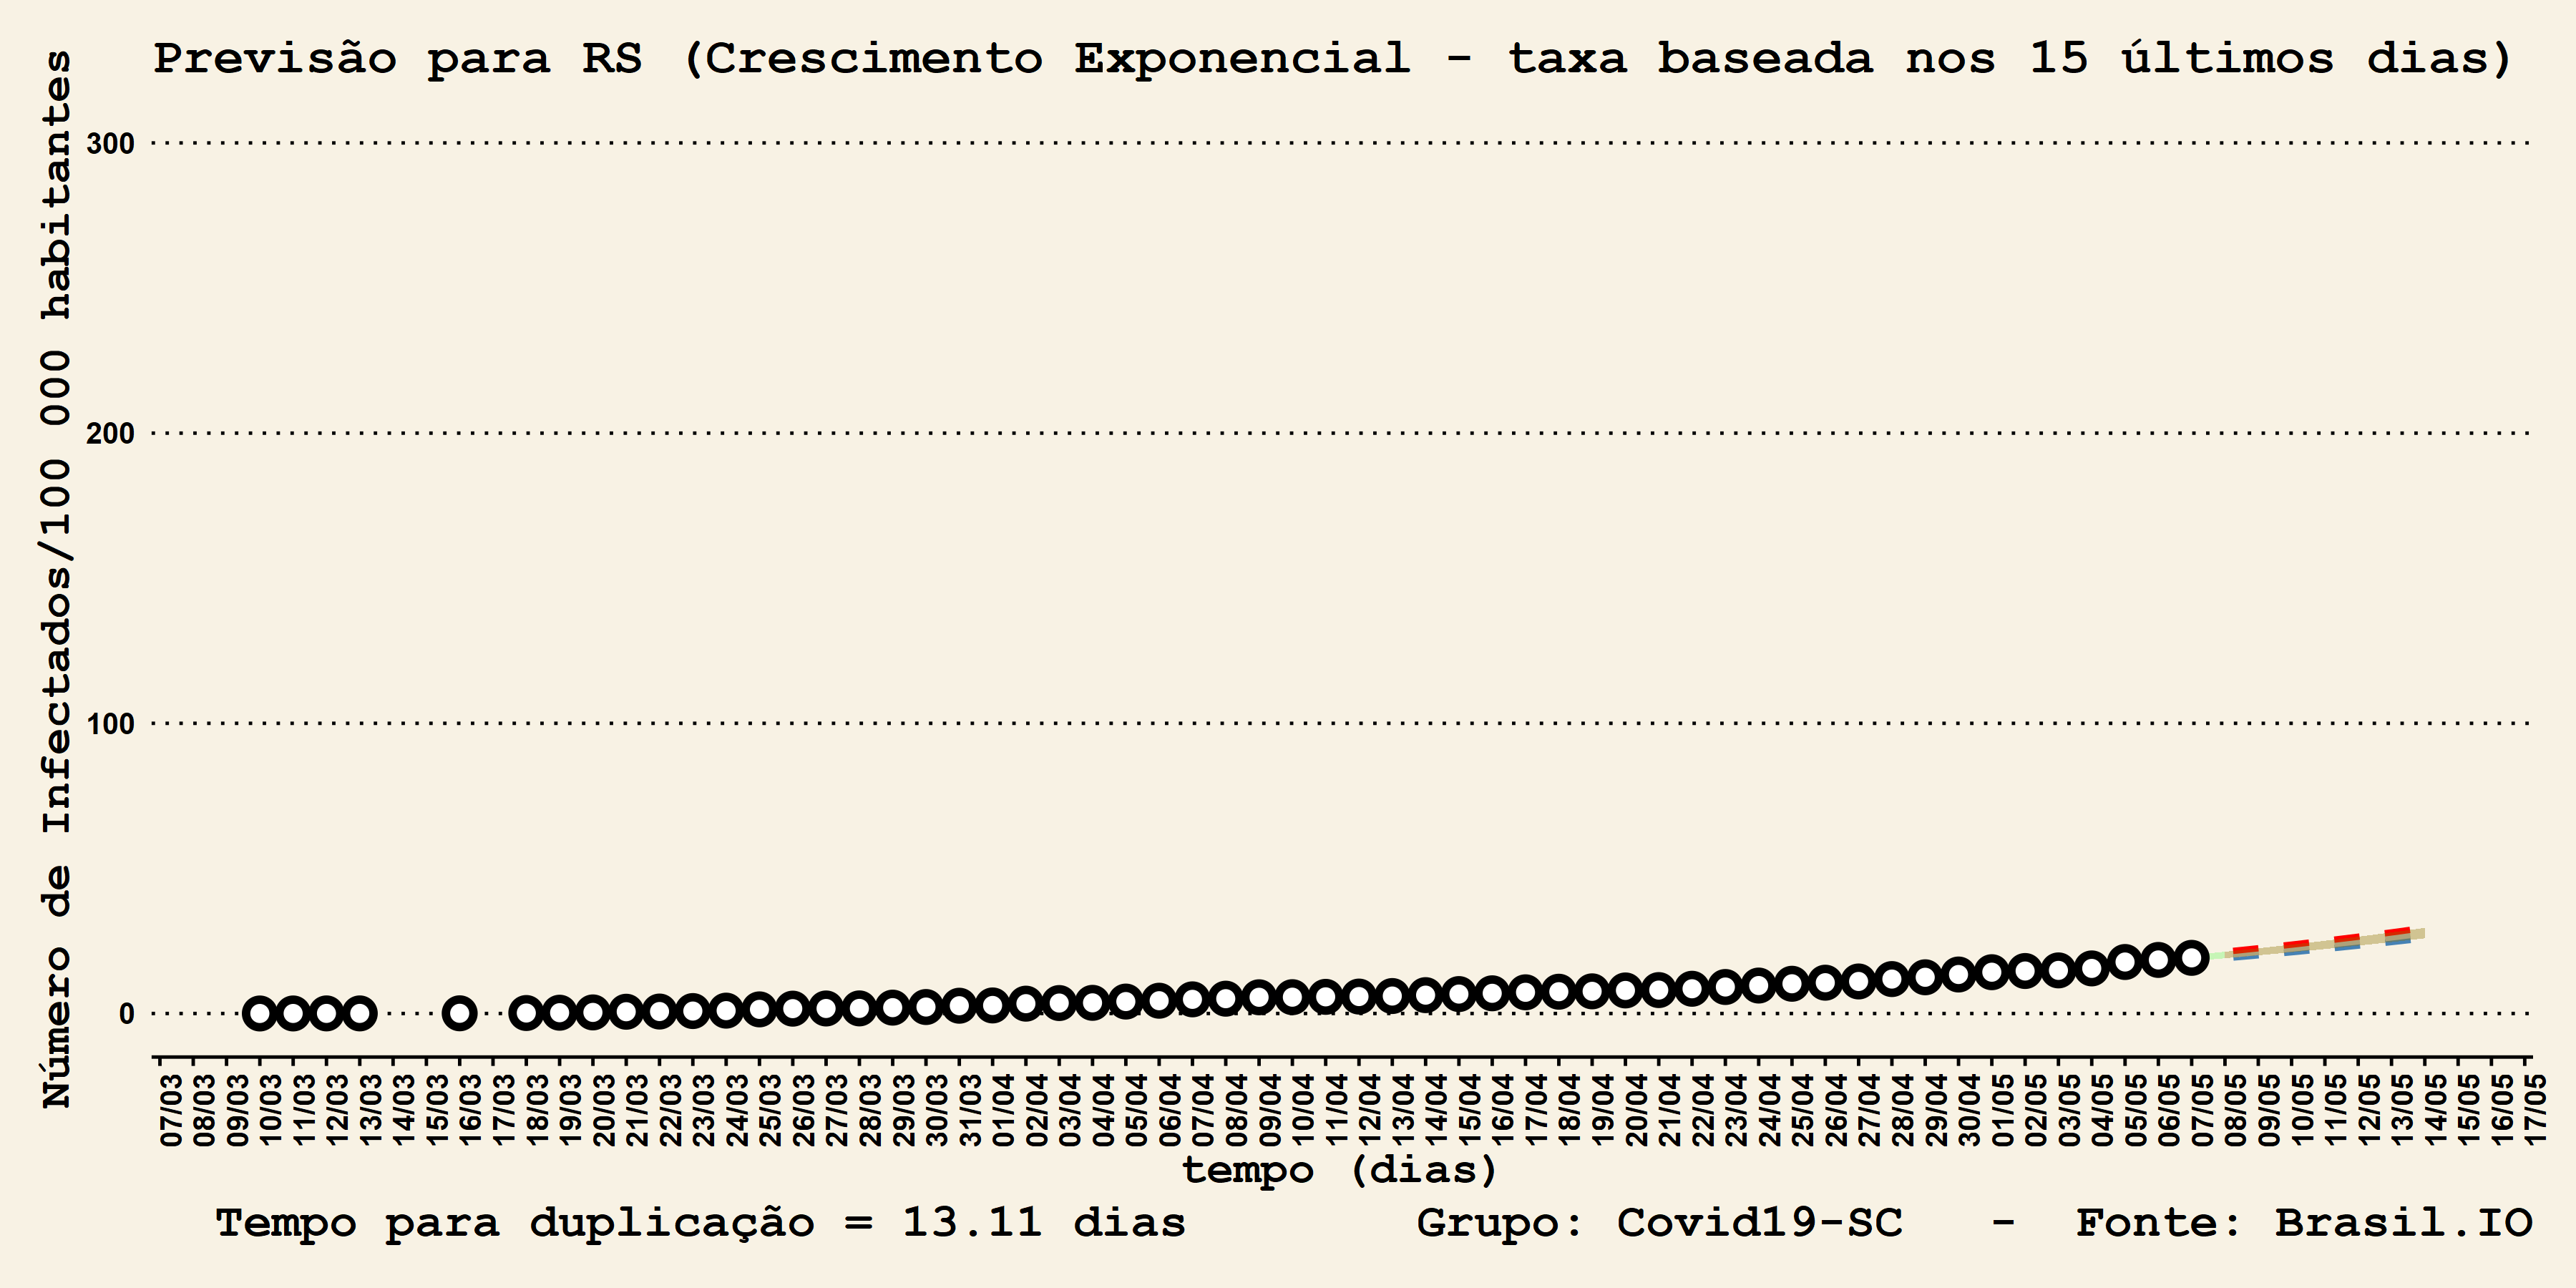 Previsão para RS (Crescimento Exponencial - taxa baseada nos 15 últimos dias)
Número de Infectados/100 000 habitantes
300
200
100
0
07/03 08/03 09/03 10/03 11/03 12/03 13/03 14/03 15/03 16/03 17/03 18/03 19/03 20/03 21/03 22/03 23/03 24/03 25/03 26/03 27/03 28/03 29/03 30/03 31/03 01/04 02/04 03/04 04/04 05/04 06/04 07/04 08/04 09/04 10/04 11/04 12/04 13/04 14/04 15/04 16/04 17/04 18/04 19/04 20/04 21/04 22/04 23/04 24/04 25/04 26/04 27/04 28/04 29/04 30/04 01/05 02/05 03/05 04/05 05/05 06/05 07/05 08/05 09/05 10/05 11/05 12/05 13/05 14/05 15/05 16/05 17/05
tempo (dias)
Tempo para duplicação = 13.11 dias Grupo: Covid19-SC - Fonte: Brasil.IO